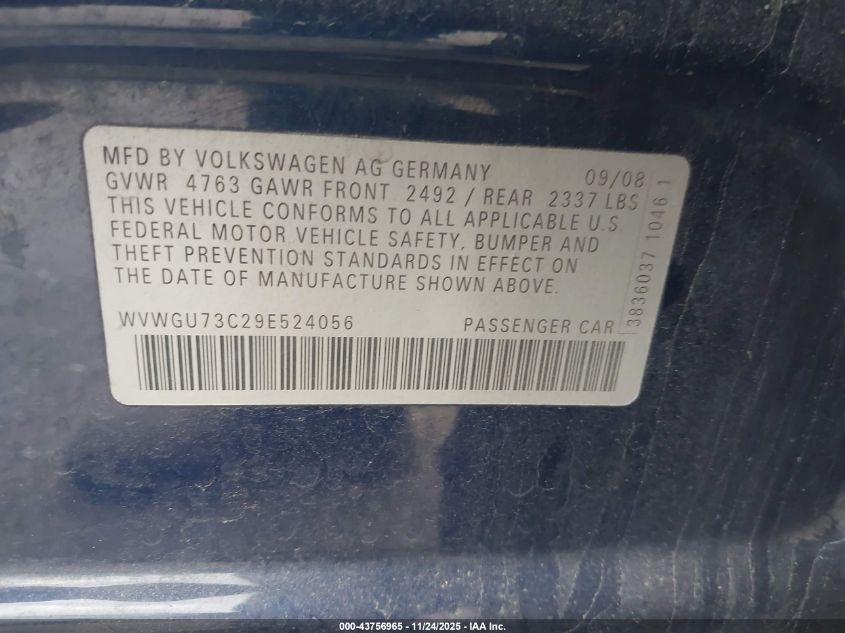 MFD BY VOLKSWAGEN AG GERMANY 09/08
GVWR 4763 GAWR FRONT 2492 / REAR 2337 LBS
THIS VEHICLE CONFORMS TO ALL APPLICABLE U.S.
FEDERAL MOTOR VEHICLE SAFETY, BUMPER AND
THEFT PREVENTION STANDARDS IN EFFECT ON
THE DATE OF MANUFACTURE SHOWN ABOVE.
WVWGU73C29E524056 PASSENGER CAR
3836037 1046 1
000-43756965 - 11/24/2025 - IAA Inc.